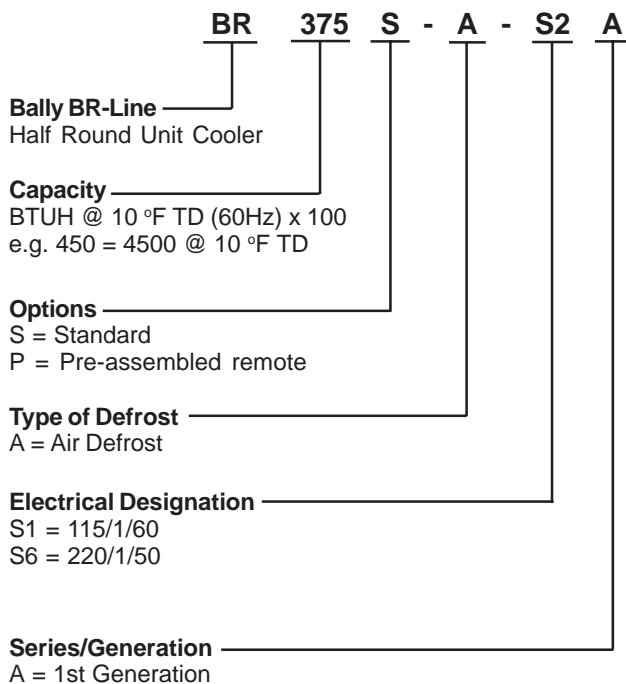 BR 375 S - A - S2 A
Bally BR-Line
Half Round Unit Cooler
Capacity
BTUH @ 10 ºF TD (60Hz) x 100
e.g. 450 = 4500 @ 10 ºF TD
Options
S = Standard
P = Pre-assembled remote
Type of Defrost
A = Air Defrost
Electrical Designation
S1 = 115/1/60
S6 = 220/1/50
Series/Generation
A = 1st Generation